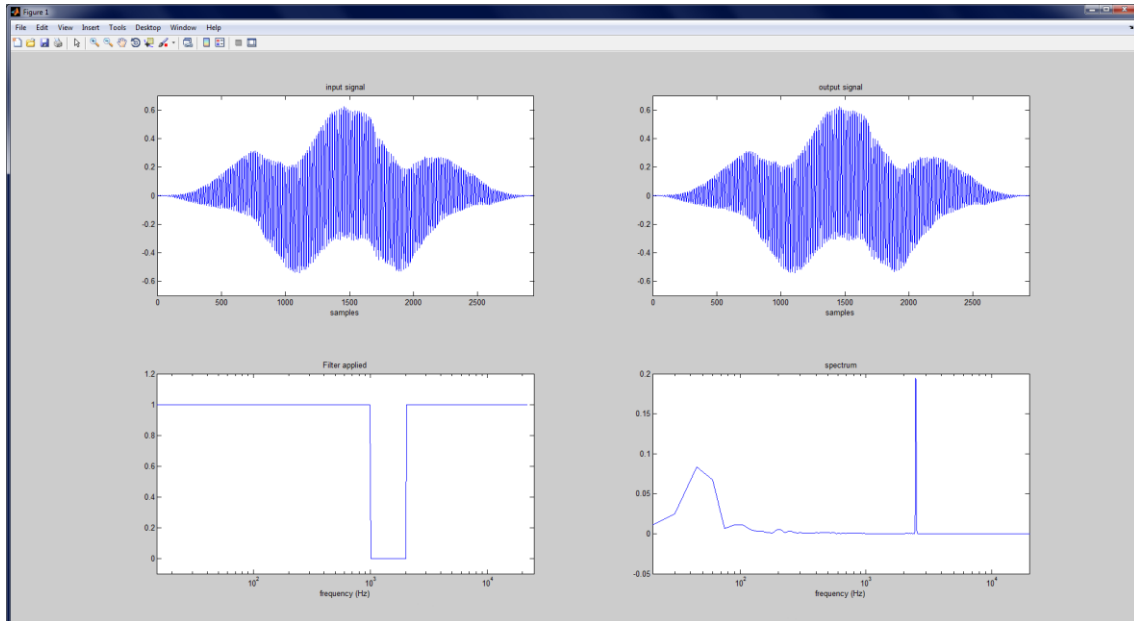 Figure 1
File Edit View Insert Tools Desktop Window Help
input signal
0.6
0.4
0.2
0
-0.2
-0.4
-0.6
0 500 1000 1500 2000 2500
samples
output signal
0.6
0.4
0.2
0
-0.2
-0.4
-0.6
0 500 1000 1500 2000 2500
samples
Filter applied
1.2
1
0.8
0.6
0.4
0.2
0
10² 10³ 10⁴
frequency (Hz)
spectrum
0.2
0.15
0.1
0.05
0
-0.05
10² 10³ 10⁴
frequency (Hz)